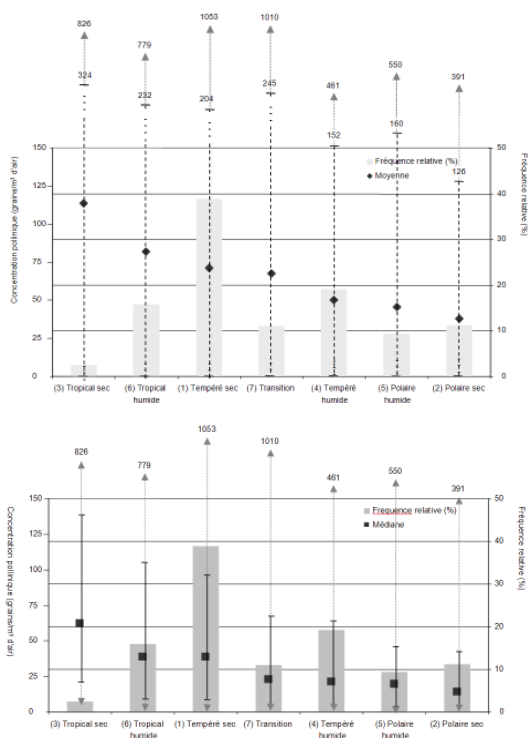 826
779
1053
1010
461
550
391
324
232
204
245
152
160
126
Concentration pollinique (grains/m³ d'air)
150
125
100
75
50
25
0
Fréquence relative (%)
Moyenne
50
40
30
20
10
0
Fréquence relative (%)
(3) Tropical sec
(6) Tropical humide
(1) Tempéré sec
(7) Transition
(4) Tempéré humide
(5) Polaire humide
(2) Polaire sec
826
779
1053
1010
461
550
391
Concentration pollinique (grains/m³ d'air)
150
125
100
75
50
25
0
Frequence relative (%)
Médiane
50
40
30
20
10
0
Fréquence relative (%)
(3) Tropical sec
(6) Tropical humide
(1) Tempéré sec
(7) Transition
(4) Tempéré humide
(5) Polaire humide
(2) Polaire sec